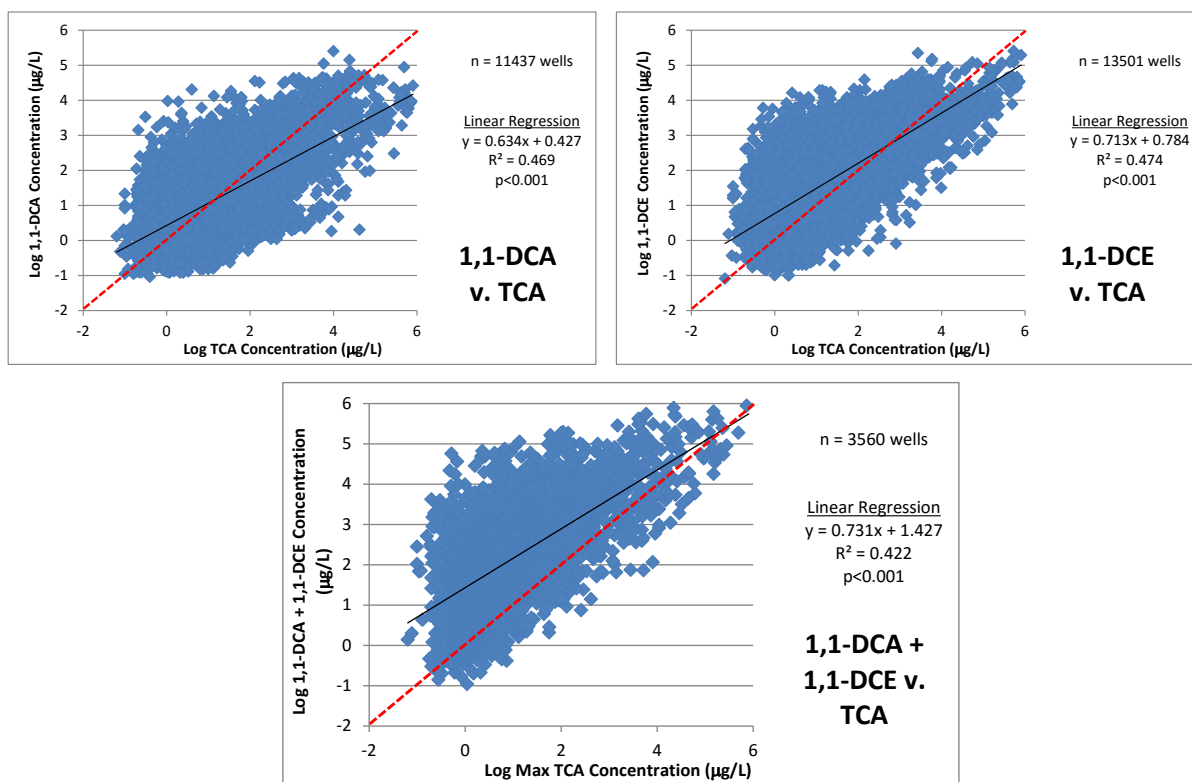 Log 1,1-DCA Concentration (µg/L)
6
5
4
3
2
1
0
-1
-2
-2 0 2 4 6
Log TCA Concentration (µg/L)
n = 11437 wells
Linear Regression
y = 0.634x + 0.427
R² = 0.469
p<0.001
1,1-DCA
v. TCA
Log 1,1-DCE Concentration (µg/L)
6
5
4
3
2
1
0
-1
-2
-2 0 2 4 6
Log TCA Concentration (µg/L)
n = 13501 wells
Linear Regression
y = 0.713x + 0.784
R² = 0.474
p<0.001
1,1-DCE
v. TCA
Log 1,1-DCA + 1,1-DCE Concentration
(µg/L)
6
5
4
3
2
1
0
-1
-2
-2 0 2 4 6
Log Max TCA Concentration (µg/L)
n = 3560 wells
Linear Regression
y = 0.731x + 1.427
R² = 0.422
p<0.001
1,1-DCA +
1,1-DCE v.
TCA